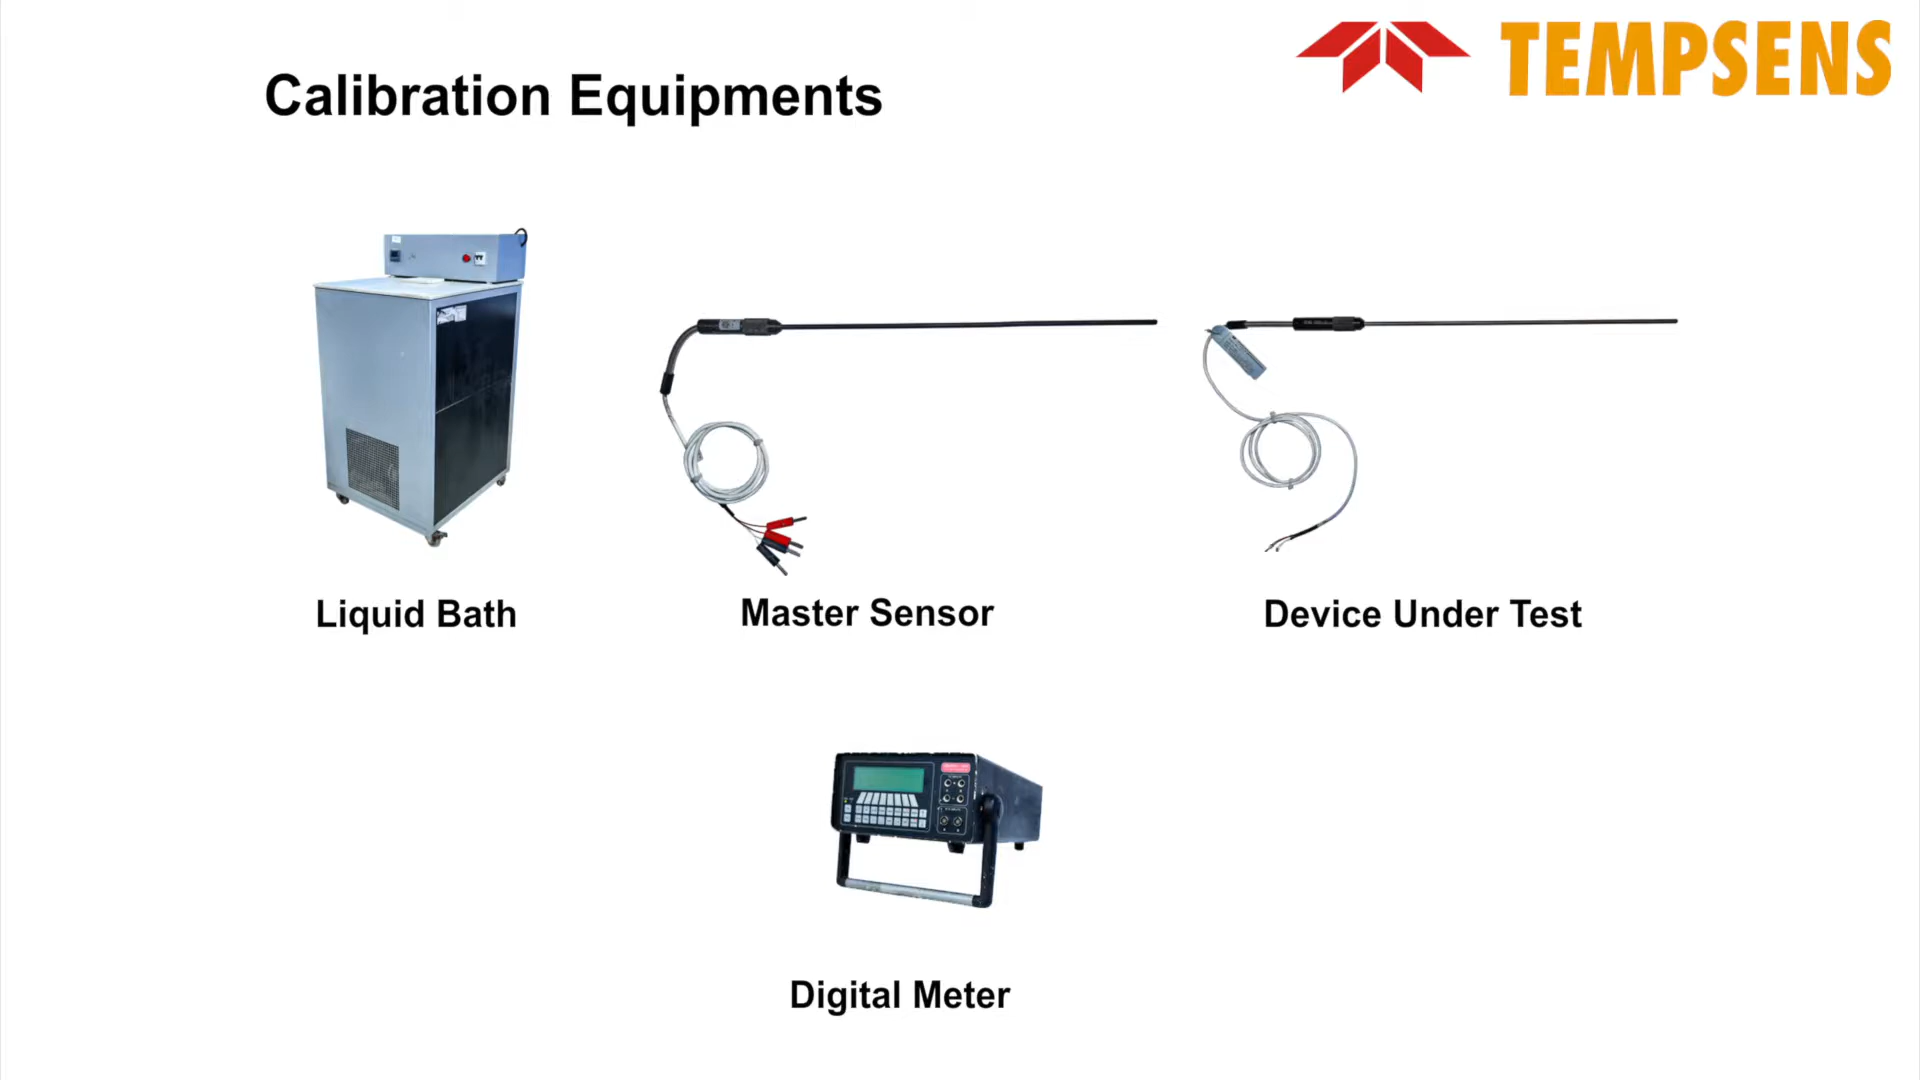 TEMPSENS
Calibration Equipments
Liquid Bath
Master Sensor
Device Under Test
Digital Meter